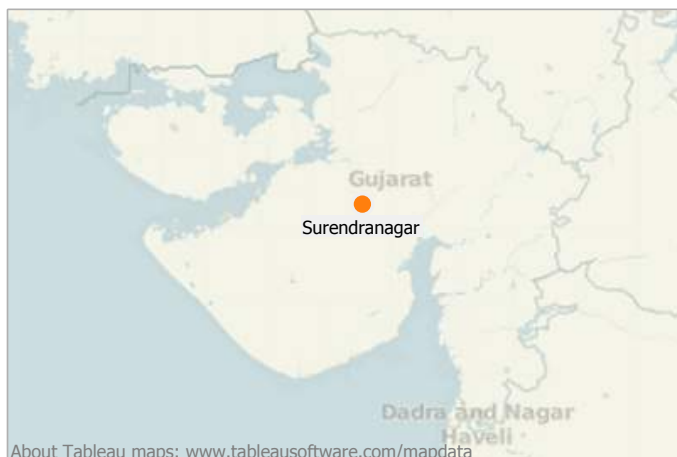 Gujarat
Surendranagar
Dadra and Nagar
Haveli
About Tableau maps: www.tableausoftware.com/mapdata